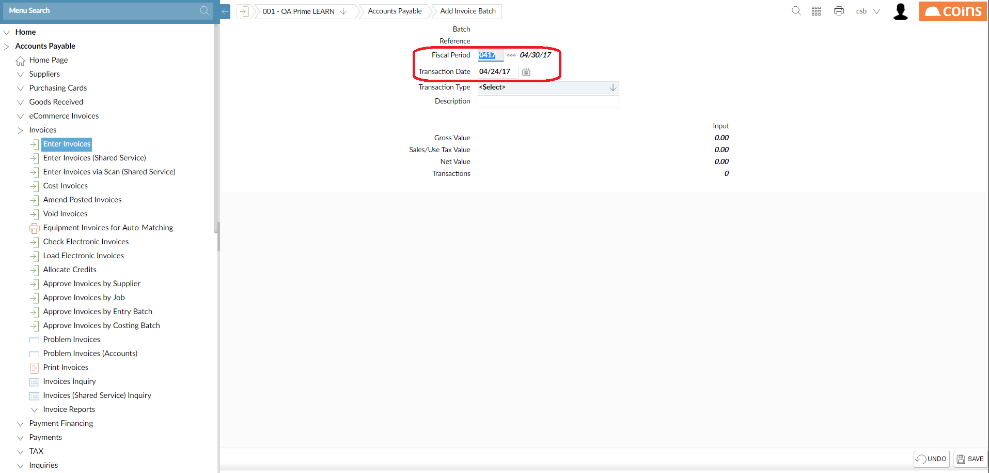 Menu Search
001 - OA Prime LEARN
Accounts Payable
Add Invoice Batch
csb
COINS
Home
Accounts Payable
Home Page
Suppliers
Purchasing Cards
Goods Received
eCommerce Invoices
Invoices
Enter Invoices
Enter Invoices (Shared Service)
Enter Invoices via Scan (Shared Service)
Cost Invoices
Amend Posted Invoices
Void Invoices
Equipment Invoices for Auto-Matching
Check Electronic Invoices
Load Electronic Invoices
Allocate Credits
Approve Invoices by Supplier
Approve Invoices by Job
Approve Invoices by Entry Batch
Approve Invoices by Costing Batch
Problem Invoices
Problem Invoices (Accounts)
Print Invoices
Invoices Inquiry
Invoices (Shared Service) Inquiry
Invoice Reports
Payment Financing
Payments
TAX
Inquiries
Batch
Reference
Fiscal Period 0417 04/30/17
Transaction Date 04/24/17
Transaction Type <Select>
Description
Input
Gross Value 0.00
Sales/Use Tax Value 0.00
Net Value 0.00
Transactions 0
UNDO
SAVE